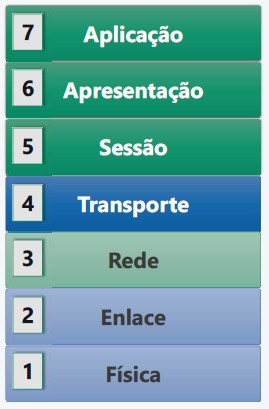 7 Aplicação
6 Apresentação
5 Sessão
4 Transporte
3 Rede
2 Enlace
1 Física